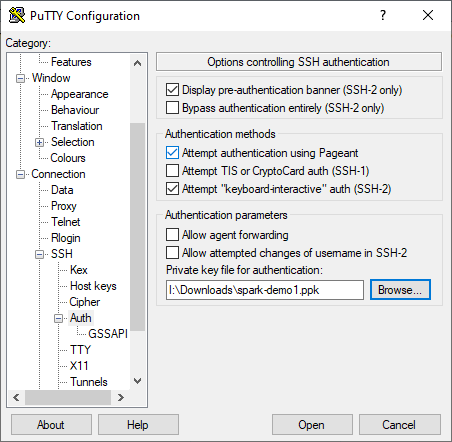 PuTTY Configuration
?
Category:
Features
Window
Appearance
Behaviour
Translation
Selection
Colours
Connection
Data
Proxy
Telnet
Rlogin
SSH
Kex
Host keys
Cipher
Auth
GSSAPI
TTY
X11
Tunnels
Options controlling SSH authentication
Display pre-authentication banner (SSH-2 only)
Bypass authentication entirely (SSH-2 only)
Authentication methods
Attempt authentication using Pageant
Attempt TIS or CryptoCard auth (SSH-1)
Attempt "keyboard-interactive" auth (SSH-2)
Authentication parameters
Allow agent forwarding
Allow attempted changes of username in SSH-2
Private key file for authentication:
I:\Downloads\spark-demo1.ppk Browse...
About Help Open Cancel